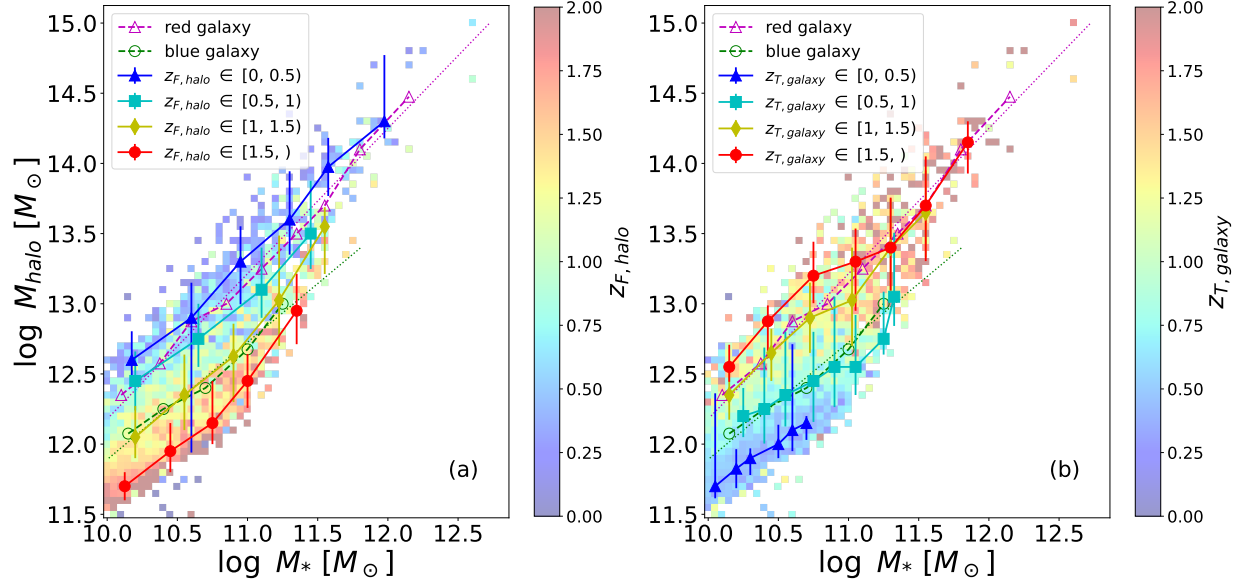 15.0
14.5
14.0
13.5
13.0
12.5
12.0
11.5
log M_halo [M_⊙]
10.0 10.5 11.0 11.5 12.0 12.5
log M_* [M_⊙]
red galaxy
blue galaxy
z_F,halo ∈ [0, 0.5)
z_F,halo ∈ [0.5, 1)
z_F,halo ∈ [1, 1.5)
z_F,halo ∈ [1.5, )
(a)
2.00
1.75
1.50
1.25
1.00
0.75
0.50
0.25
0.00
z_F,halo
15.0
14.5
14.0
13.5
13.0
12.5
12.0
11.5
10.0 10.5 11.0 11.5 12.0 12.5
log M_* [M_⊙]
red galaxy
blue galaxy
z_T,galaxy ∈ [0, 0.5)
z_T,galaxy ∈ [0.5, 1)
z_T,galaxy ∈ [1, 1.5)
z_T,galaxy ∈ [1.5, )
(b)
2.00
1.75
1.50
1.25
1.00
0.75
0.50
0.25
0.00
z_T,galaxy